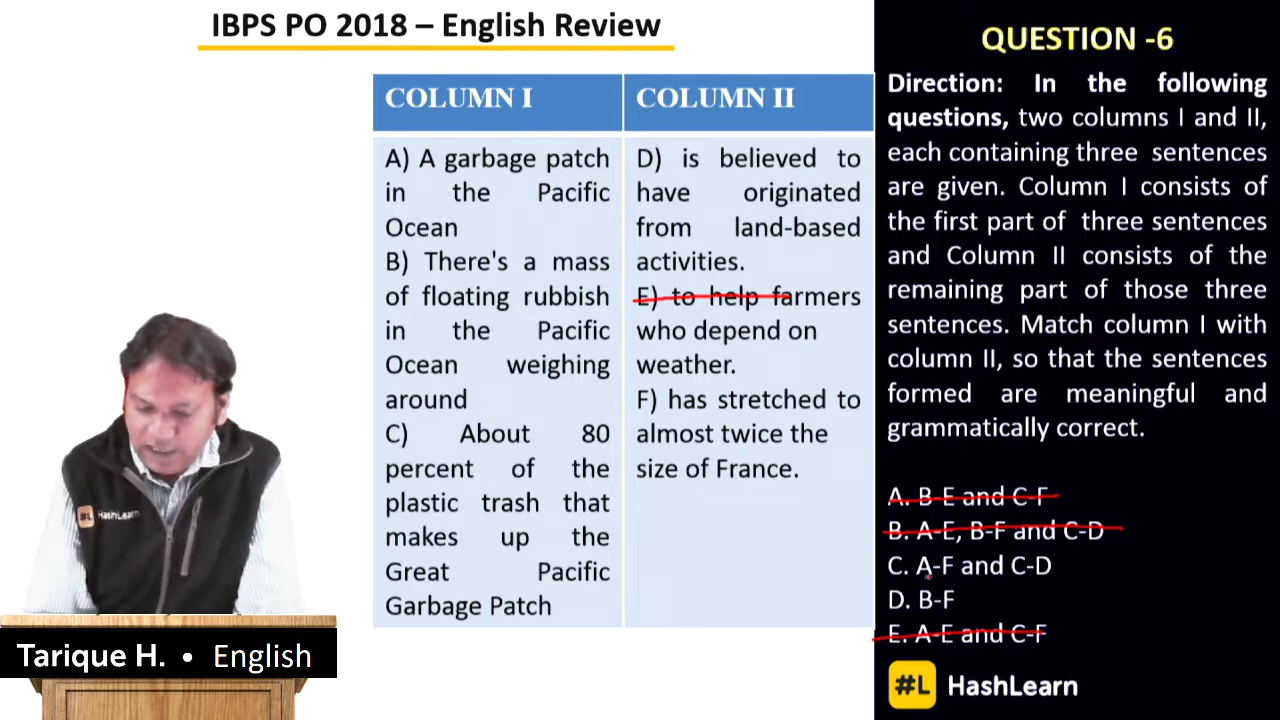 IBPS PO 2018 – English Review
COLUMN I
A) A garbage patch
in the Pacific
Ocean
B) There's a mass
of floating rubbish
in the Pacific
Ocean weighing
around
C) About 80
percent of the
plastic trash that
makes up the
Great Pacific
Garbage Patch
COLUMN II
D) is believed to
have originated
from land-based
activities.
E) to help farmers
who depend on
weather.
F) has stretched to
almost twice the
size of France.
QUESTION -6
Direction: In the following
questions, two columns I and II,
each containing three sentences
are given. Column I consists of
the first part of three sentences
and Column II consists of the
remaining part of those three
sentences. Match column I with
column II, so that the sentences
formed are meaningful and
grammatically correct.
A. B-E and C-F
B. A-E, B-F and C-D
C. A-F and C-D
D. B-F
E. A-E and C-F
#L HashLearn
#L HashLearn
Tarique H. • English